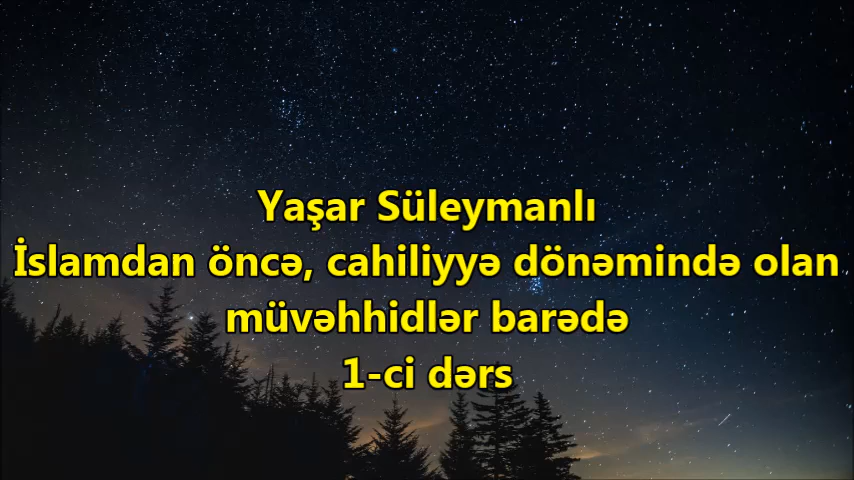 Yaşar Süleymanlı
İslamdan öncə, cahiliyyə dönəmində olan
müvəhhidlər barədə
1-ci dərs